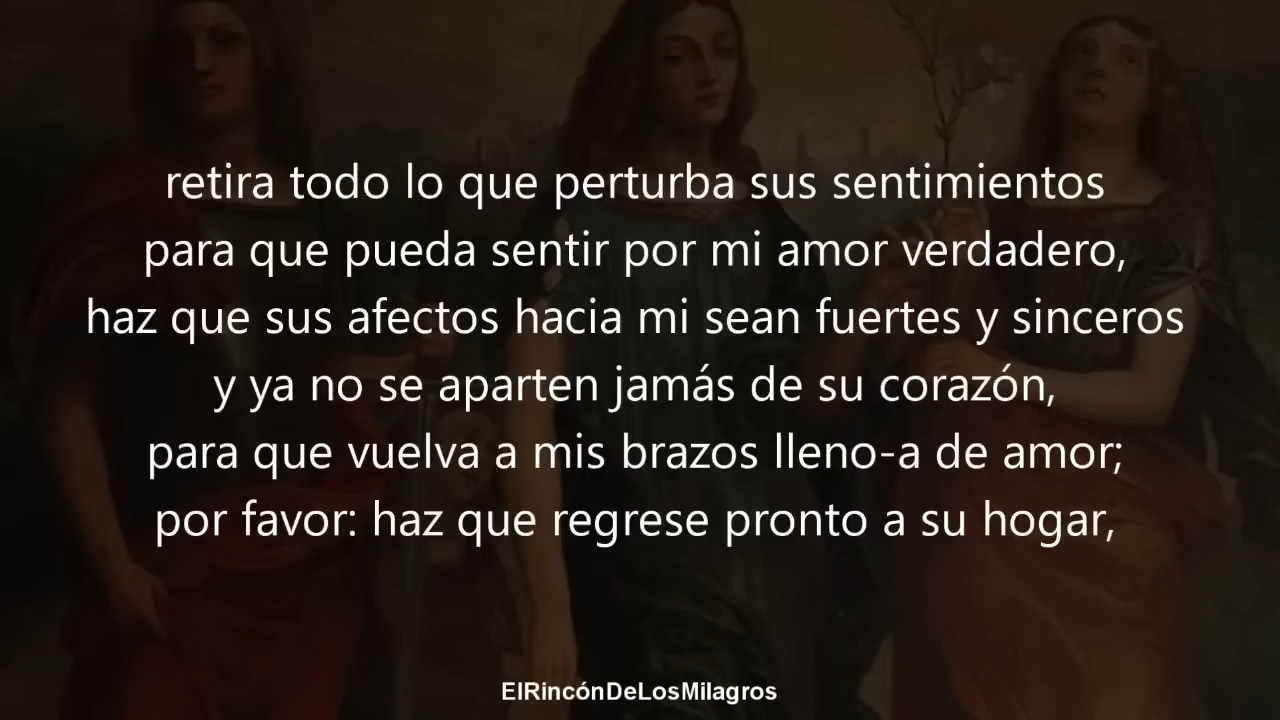 retira todo lo que perturba sus sentimientos
para que pueda sentir por mi amor verdadero,
haz que sus afectos hacia mi sean fuertes y sinceros
y ya no se aparten jamás de su corazón,
para que vuelva a mis brazos lleno-a de amor;
por favor: haz que regrese pronto a su hogar,
ElRincónDeLosMilagros